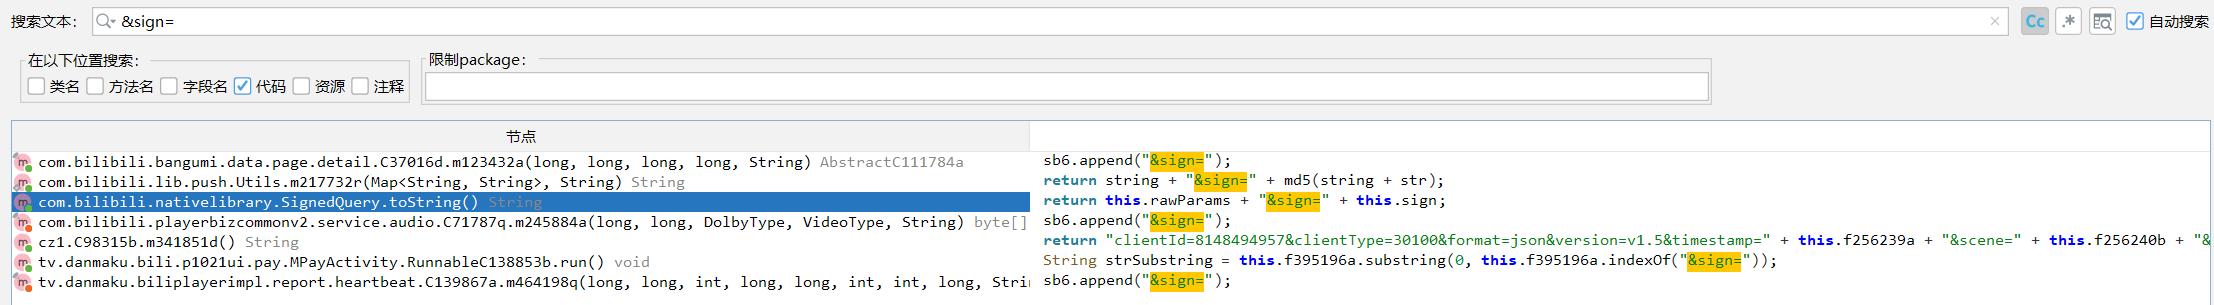 搜索文本: &sign= × Cc .* 自动搜索
在以下位置搜索: 限制package:
类名 方法名 字段名 代码 资源 注释
节点
com.bilibili.bangumi.data.page.detail.C37016d.m123432a(long, long, long, long, String) AbstractC111784a sb6.append("&sign=");
com.bilibili.lib.push.Utils.m217732r(Map<String, String>, String) String return string + "&sign=" + md5(string + str);
com.bilibili.nativelibrary.SignedQuery.toString() String return this.rawParams + "&sign=" + this.sign;
com.bilibili.playerbizcommonv2.service.audio.C71787q.m245884a(long, long, DolbyType, VideoType, String) byte[] sb6.append("&sign=");
cz1.C98315b.m341851d() String return "clientId=8148494957&clientType=30100&format=json&version=v1.5&timestamp=" + this.f256239a + "&scene=" + this.f256240b + "&
tv.danmaku.bili.p1021ui.pay.MPayActivity.RunnableC138853b.run() void String strSubstring = this.f395196a.substring(0, this.f395196a.indexOf("&sign="));
tv.danmaku.biliplayerimpl.report.heartbeat.C139867a.m464198q(long, long, int, long, long, int, int, long, Strin sb6.append("&sign=");